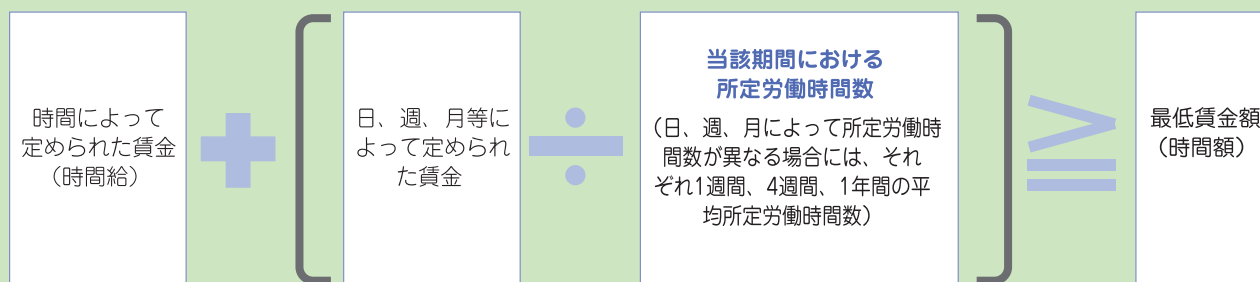 時間によって
定められた賃金
（時間給）
日、週、月等に
よって定められ
た賃金
当該期間における
所定労働時間数
（日、週、月によって所定労働時
間数が異なる場合には、それ
ぞれ1週間、4週間、1年間の平
均所定労働時間数）
最低賃金額
（時間額）